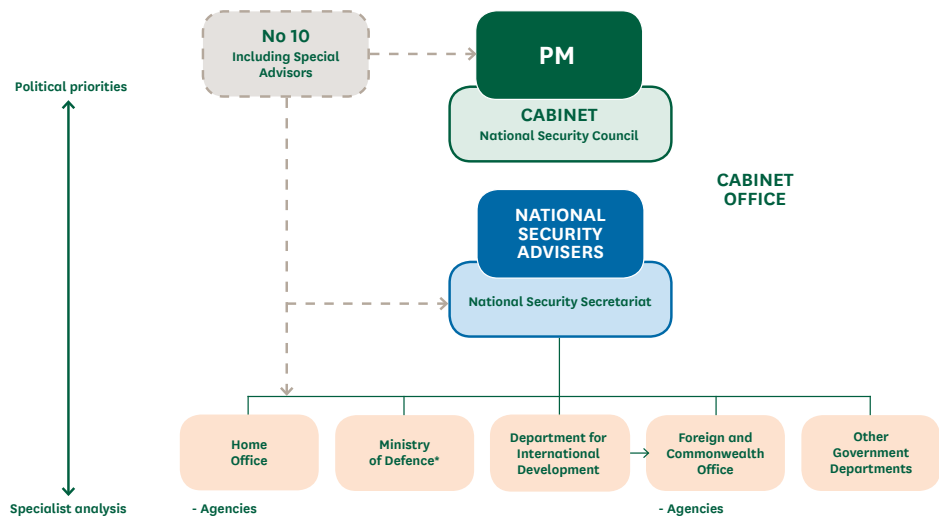 No 10
Including Special
Advisors
PM
Political priorities
CABINET
National Security Council
CABINET
OFFICE
NATIONAL
SECURITY
ADVISERS
National Security Secretariat
Home
Office
Ministry
of Defence*
Department for
International
Development
Foreign and
Commonwealth
Office
Other
Government
Departments
Specialist analysis
- Agencies
- Agencies